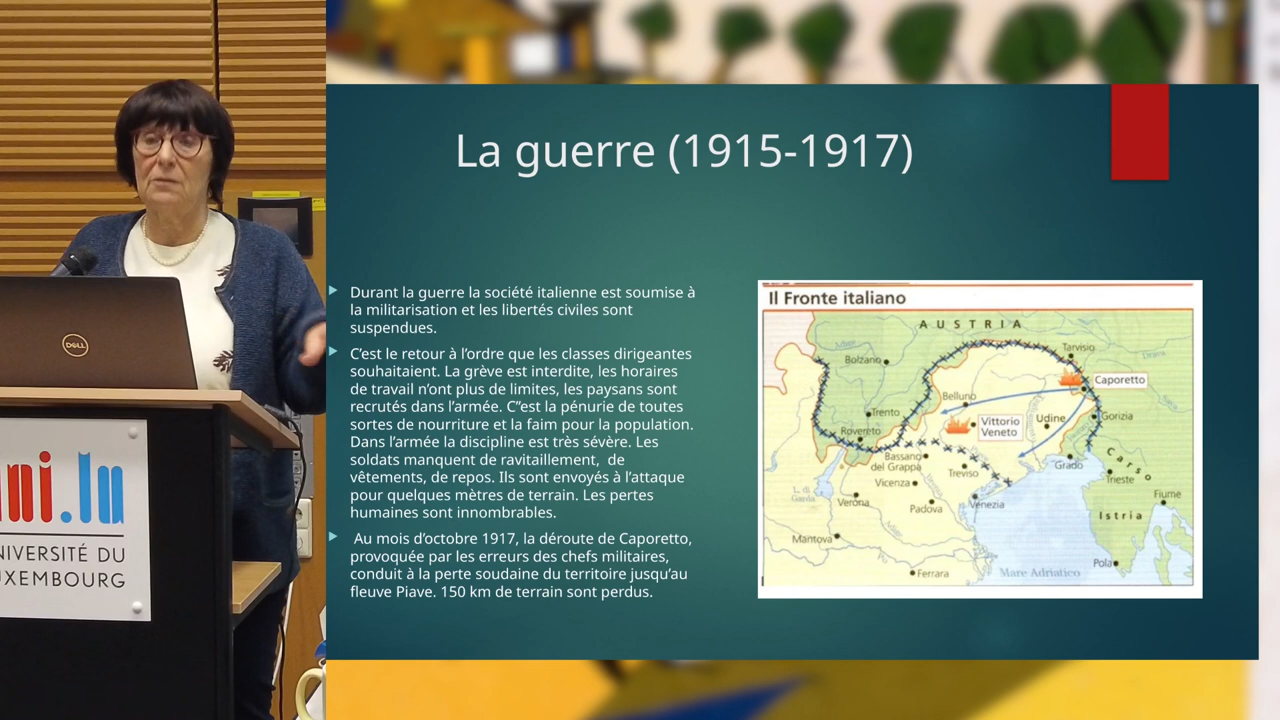 La guerre (1915-1917)
Durant la guerre la société italienne est soumise à
la militarisation et les libertés civiles sont
suspendues.
C'est le retour à l'ordre que les classes dirigeantes
souhaitaient. La grève est interdite, les horaires
de travail n'ont plus de limites, les paysans sont
recrutés dans l'armée. C''est la pénurie de toutes
sortes de nourriture et la faim pour la population.
Dans l'armée la discipline est très sévère. Les
soldats manquent de ravitaillement, de
vêtements, de repos. Ils sont envoyés à l'attaque
pour quelques mètres de terrain. Les pertes
humaines sont innombrables.
Au mois d'octobre 1917, la déroute de Caporetto,
provoquée par les erreurs des chefs militaires,
conduit à la perte soudaine du territoire jusqu'au
fleuve Piave. 150 km de terrain sont perdus.
Il Fronte italiano
AUSTRIA
Tarvisio
Bolzano
Caporetto
Belluno
Trento
Vittorio
Veneto
Udine
Gorizia
Rovereto
Bassano
del Grappa
Treviso
Grado
Carso
Trieste
L. di
Garda
Vicenza
Verona
Padova
Venezia
Fiume
Istria
Mantova
Ferrara
Mare Adriatico
Pola
DELL
ni.lu
NIVERSITÉ DU
UXEMBOURG